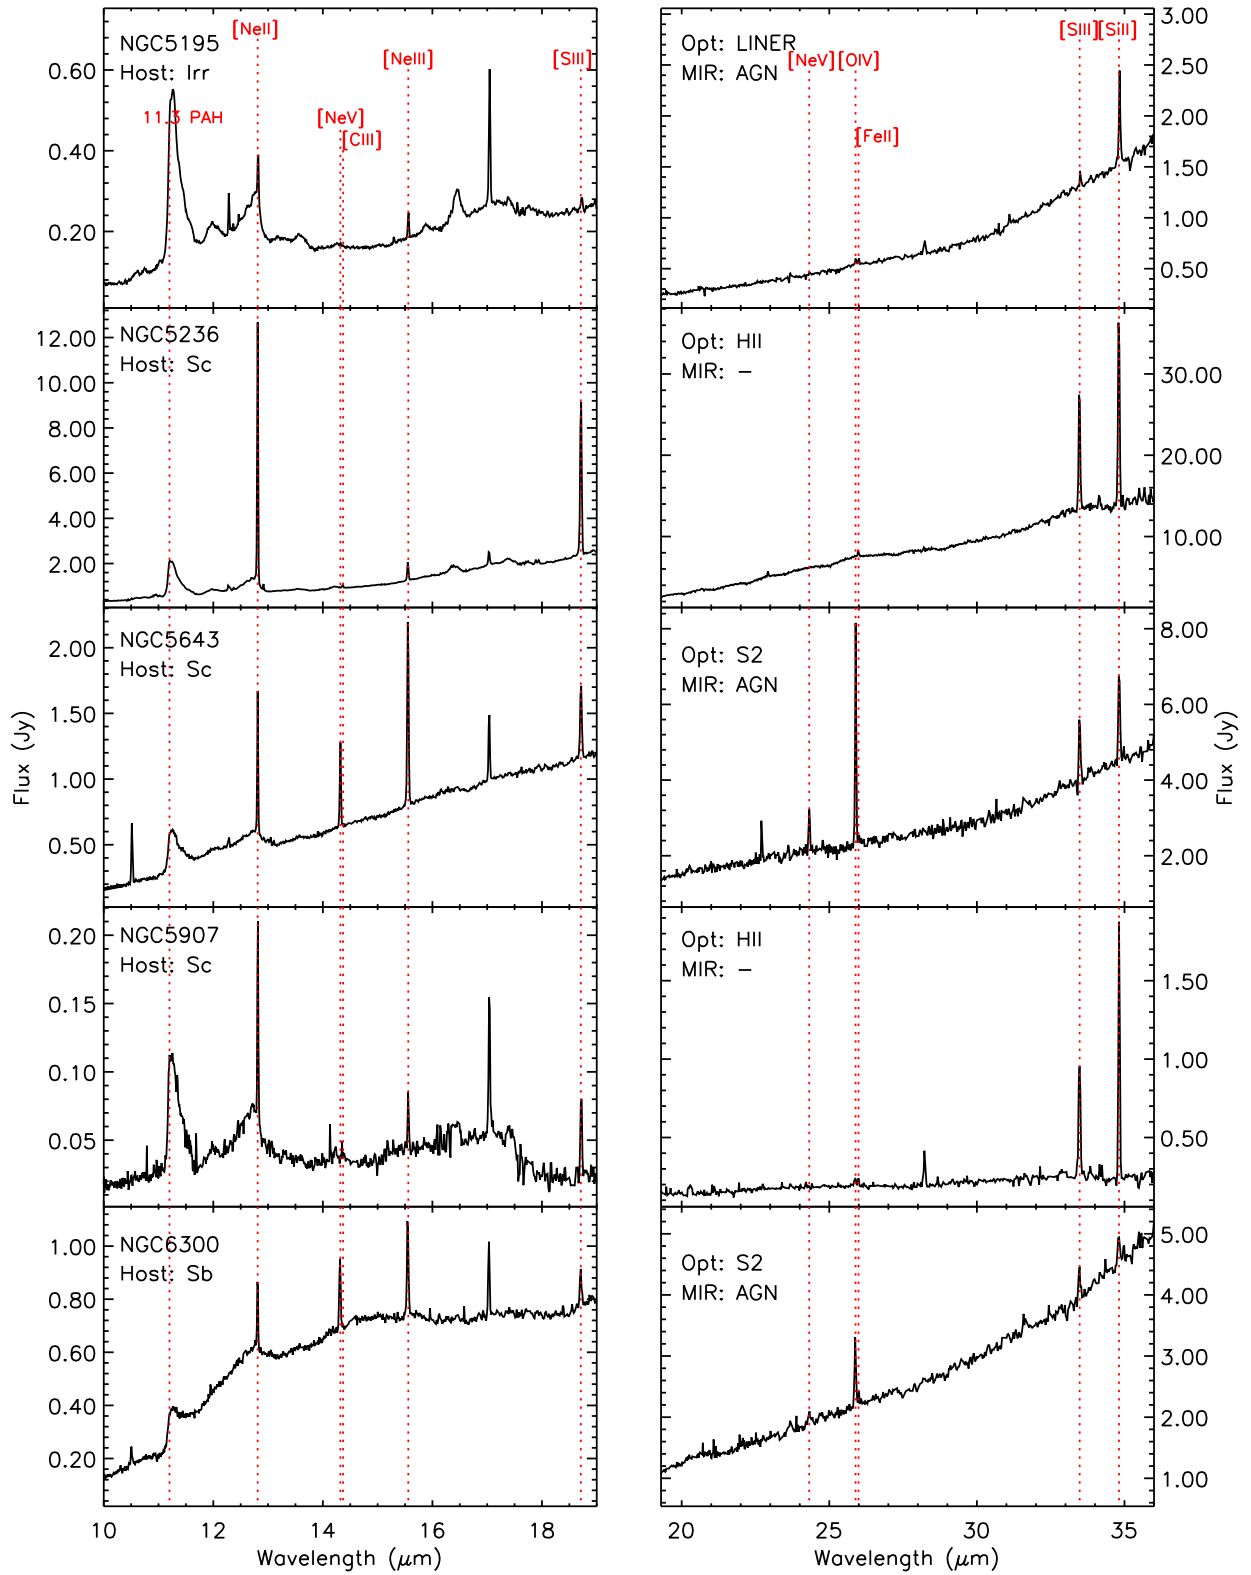 [NeII]
[NeIII]
[SIII]
11.3 PAH
[NeV]
[CIII]
NGC5195
Host: Irr
0.60
0.40
0.20
[SIII]
[SiII]
[NeV]
[OIV]
[FeII]
Opt: LINER
MIR: AGN
3.00
2.50
2.00
1.50
1.00
0.50
NGC5236
Host: Sc
12.00
10.00
8.00
6.00
4.00
2.00
Opt: HII
MIR: –
30.00
20.00
10.00
NGC5643
Host: Sc
2.00
1.50
1.00
0.50
Flux (Jy)
Opt: S2
MIR: AGN
8.00
6.00
4.00
2.00
Flux (Jy)
NGC5907
Host: Sc
0.20
0.15
0.10
0.05
Opt: HII
MIR: –
1.50
1.00
0.50
NGC6300
Host: Sb
1.00
0.80
0.60
0.40
0.20
Opt: S2
MIR: AGN
5.00
4.00
3.00
2.00
1.00
10 12 14 16 18
Wavelength (μm)
20 25 30 35
Wavelength (μm)